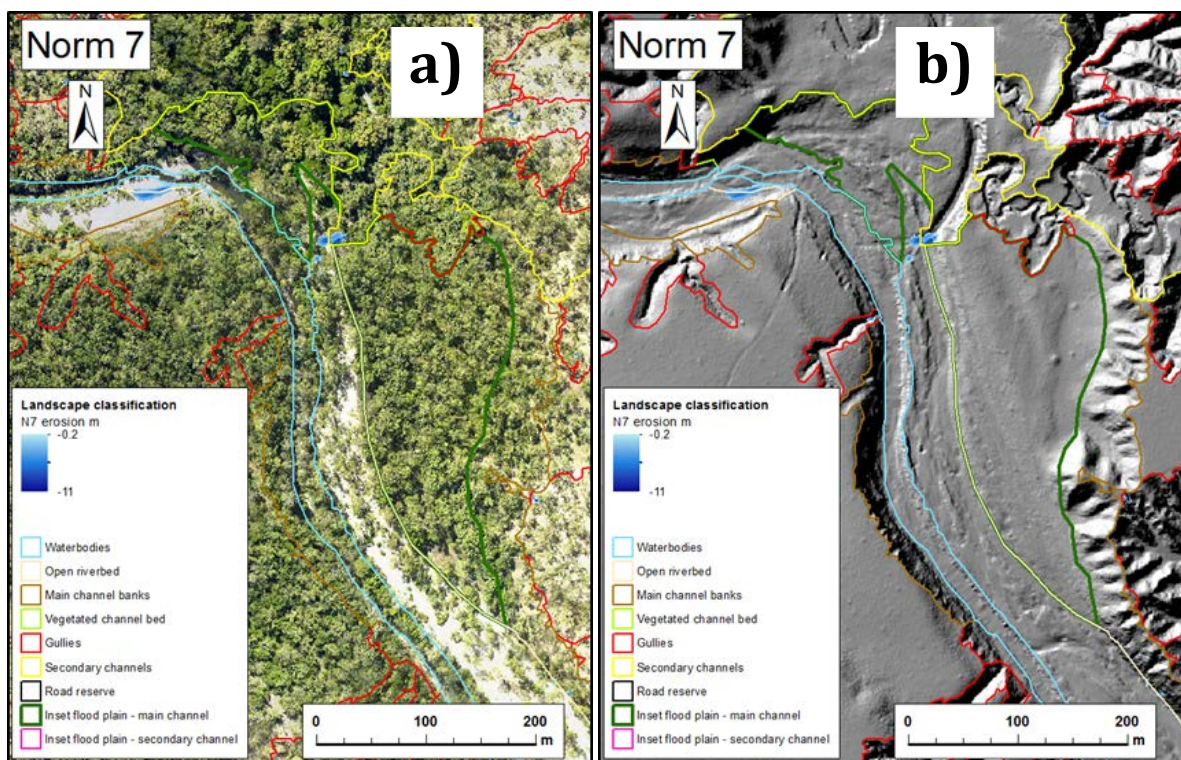 Norm 7
a)
N
Landscape classification
N7 erosion m
-0.2
-11
Waterbodies
Open riverbed
Main channel banks
Vegetated channel bed
Gullies
Secondary channels
Road reserve
Inset flood plain - main channel
Inset flood plain - secondary channel
0 100 200
m
Norm 7
b)
N
Landscape classification
N7 erosion m
-0.2
-11
Waterbodies
Open riverbed
Main channel banks
Vegetated channel bed
Gullies
Secondary channels
Road reserve
Inset flood plain - main channel
Inset flood plain - secondary channel
0 100 200
m